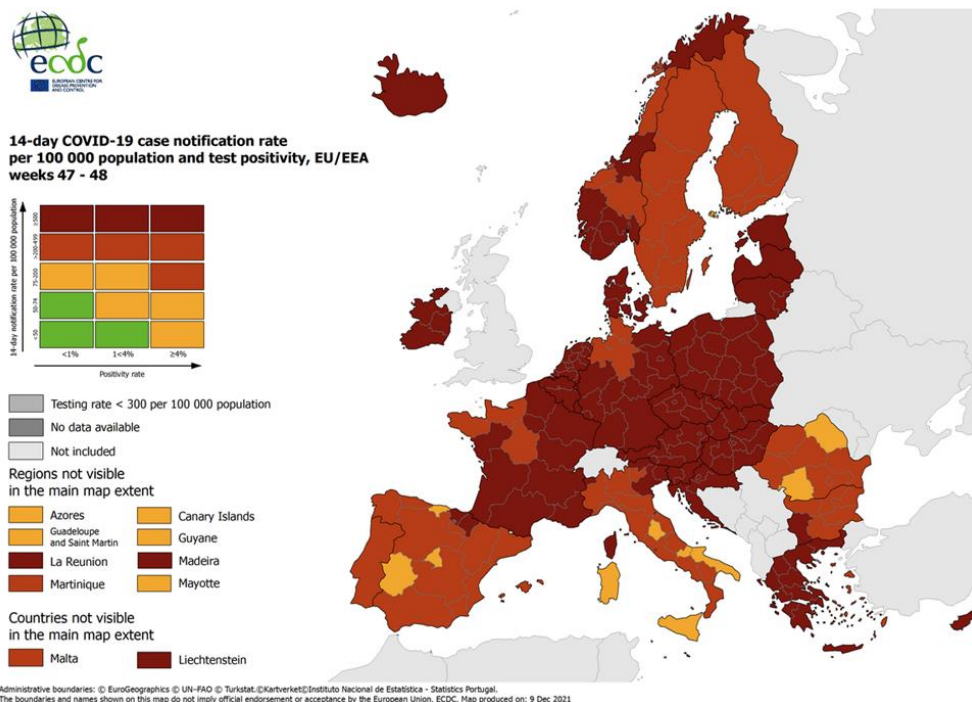 ecdc
EUROPEAN CENTRE FOR
DISEASE PREVENTION
AND CONTROL
14-day COVID-19 case notification rate
per 100 000 population and test positivity, EU/EEA
weeks 47 - 48
14-day notification rate per 100 000 population
≥500
>200-499
75-200
50-74
<50
<1%
1<4%
≥4%
Positivity rate
Testing rate < 300 per 100 000 population
No data available
Not included
Regions not visible
in the main map extent
Azores
Canary Islands
Guadeloupe
and Saint Martin
Guyane
La Reunion
Madeira
Martinique
Mayotte
Countries not visible
in the main map extent
Malta
Liechtenstein
Administrative boundaries: © EuroGeographics © UN–FAO © Turkstat.©Kartverket©Instituto Nacional de Estatística - Statistics Portugal.
The boundaries and names shown on this map do not imply official endorsement or acceptance by the European Union. ECDC. Map produced on: 9 Dec 2021